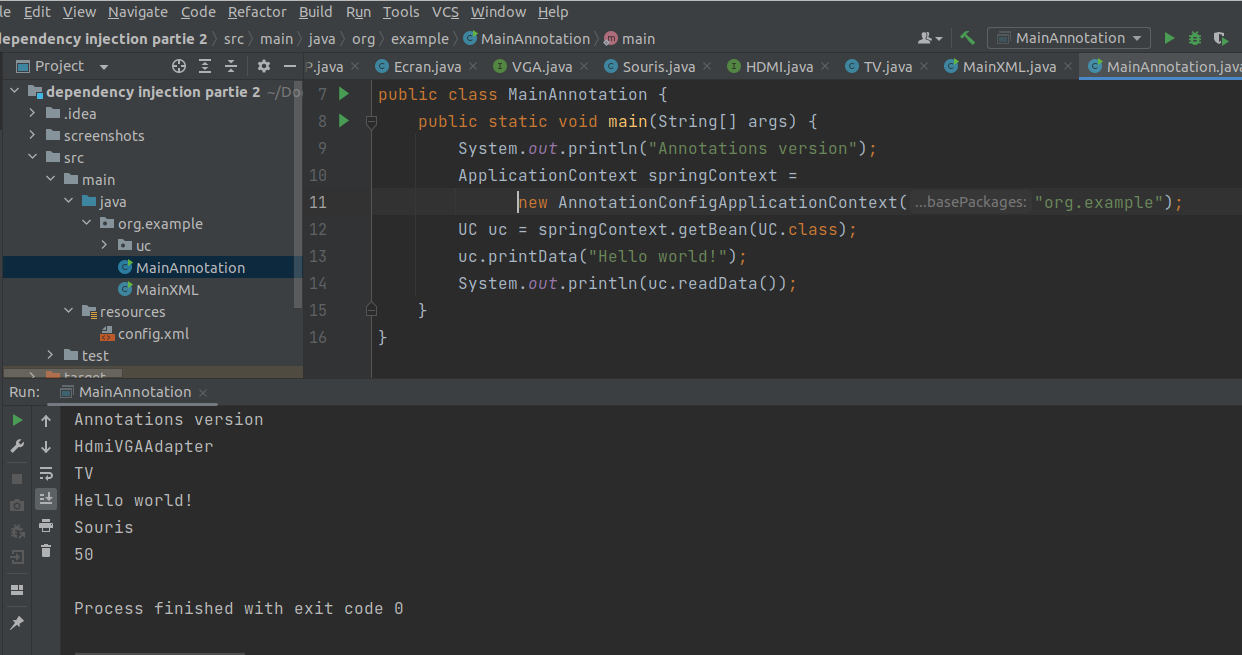 le Edit View Navigate Code Refactor Build Run Tools VCS Window Help
dependency injection partie 2 src main java org example MainAnnotation main MainAnnotation
Project P.java Ecran.java VGA.java Souris.java HDMI.java TV.java MainXML.java MainAnnotation.java
dependency injection partie 2 ~/Do
.idea
screenshots
src
main
java
org.example
uc
MainAnnotation
MainXML
resources
config.xml
test
target
7 public class MainAnnotation {
8 public static void main(String[] args) {
9 System.out.println("Annotations version");
10 ApplicationContext springContext =
11 new AnnotationConfigApplicationContext( ...basePackages: "org.example");
12 UC uc = springContext.getBean(UC.class);
13 uc.printData("Hello world!");
14 System.out.println(uc.readData());
15 }
16 }
Run: MainAnnotation
Annotations version
HdmiVGAAdapter
TV
Hello world!
Souris
50
Process finished with exit code 0